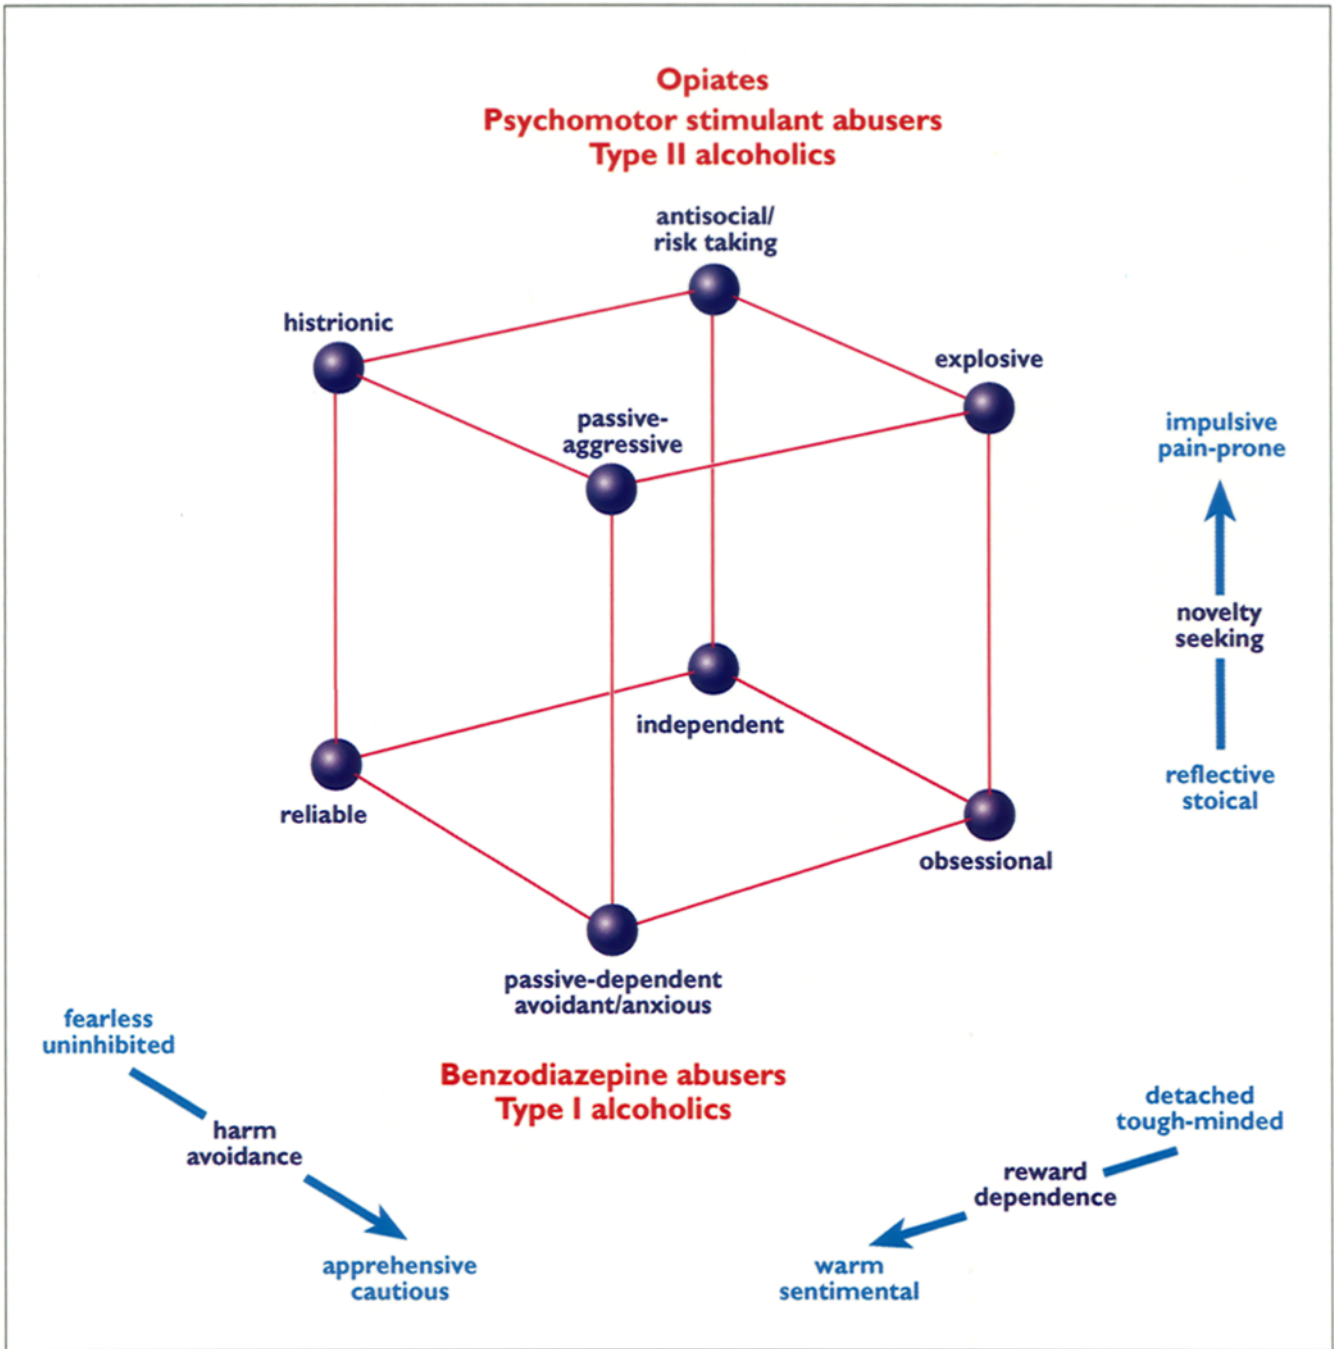 Opiates
Psychomotor stimulant abusers
Type II alcoholics
antisocial/
risk taking
histrionic
explosive
passive-
aggressive
impulsive
pain-prone
novelty
seeking
independent
reflective
stoical
reliable
obsessional
passive-dependent
avoidant/anxious
fearless
uninhibited
Benzodiazepine abusers
Type I alcoholics
harm
avoidance
detached
tough-minded
reward
dependence
apprehensive
cautious
warm
sentimental